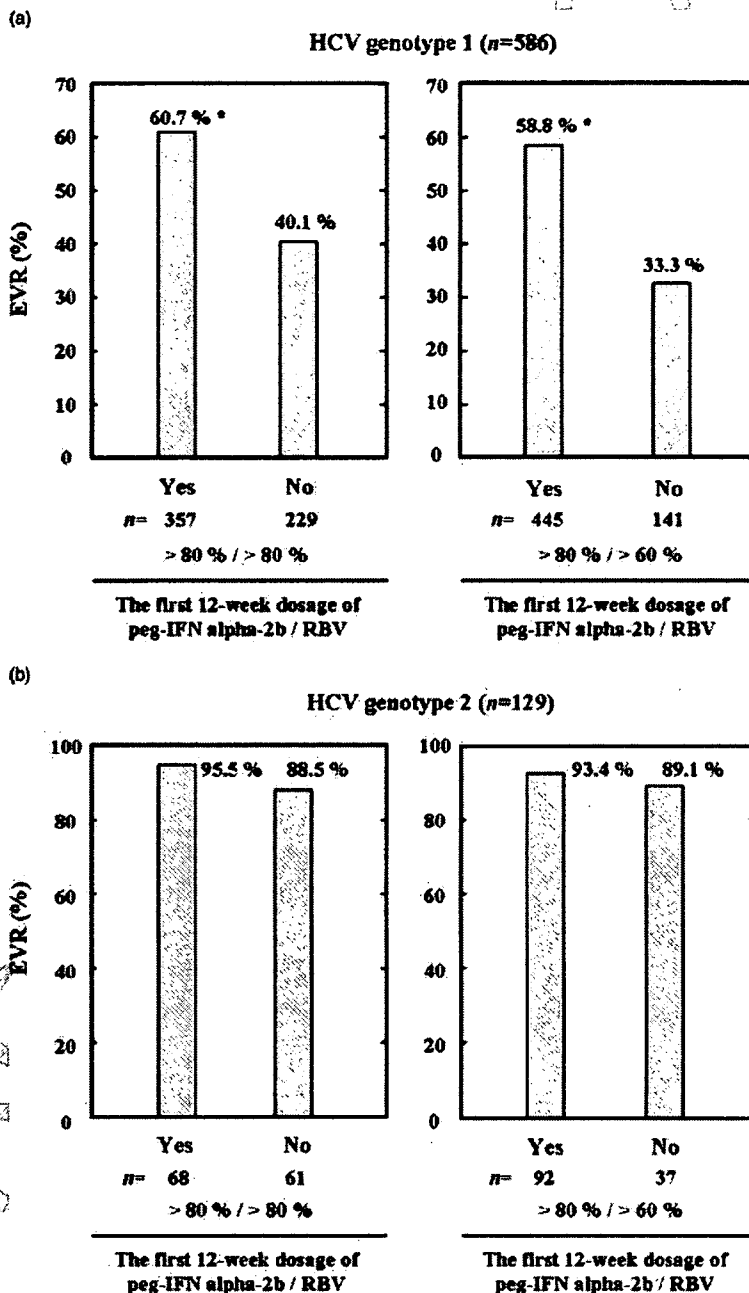 (a)
HCV genotype 1 (n=586)
70
60
50
40
30
20
10
0
EVR (%)
60.7 % *
40.1 %
Yes No
n= 357 229
> 80 % / > 80 %
The first 12-week dosage of
peg-IFN alpha-2b / RBV
70
60
50
40
30
20
10
0
58.8 % *
33.3 %
Yes No
n= 445 141
> 80 % / > 60 %
The first 12-week dosage of
peg-IFN alpha-2b / RBV
(b)
HCV genotype 2 (n=129)
100
80
60
40
20
0
EVR (%)
95.5 % 88.5 %
Yes No
n= 68 61
> 80 % / > 80 %
The first 12-week dosage of
peg-IFN alpha-2b / RBV
100
80
60
40
20
0
93.4 % 89.1 %
Yes No
n= 92 37
> 80 % / > 60 %
The first 12-week dosage of
peg-IFN alpha-2b / RBV